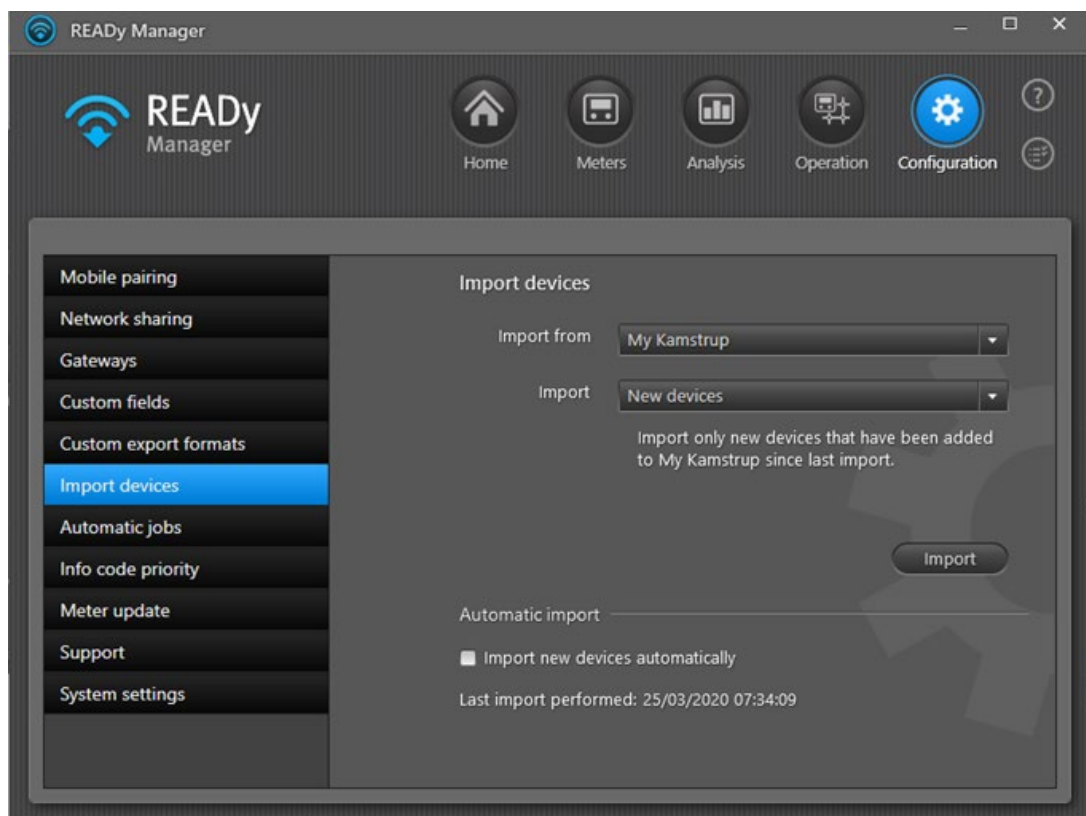 READy Manager
READy
Manager
Home
Meters
Analysis
Operation
Configuration
?
Mobile pairing
Network sharing
Gateways
Custom fields
Custom export formats
Import devices
Automatic jobs
Info code priority
Meter update
Support
System settings
Import devices
Import from
My Kamstrup
Import
New devices
Import only new devices that have been added
to My Kamstrup since last import.
Import
Automatic import
Import new devices automatically
Last import performed: 25/03/2020 07:34:09